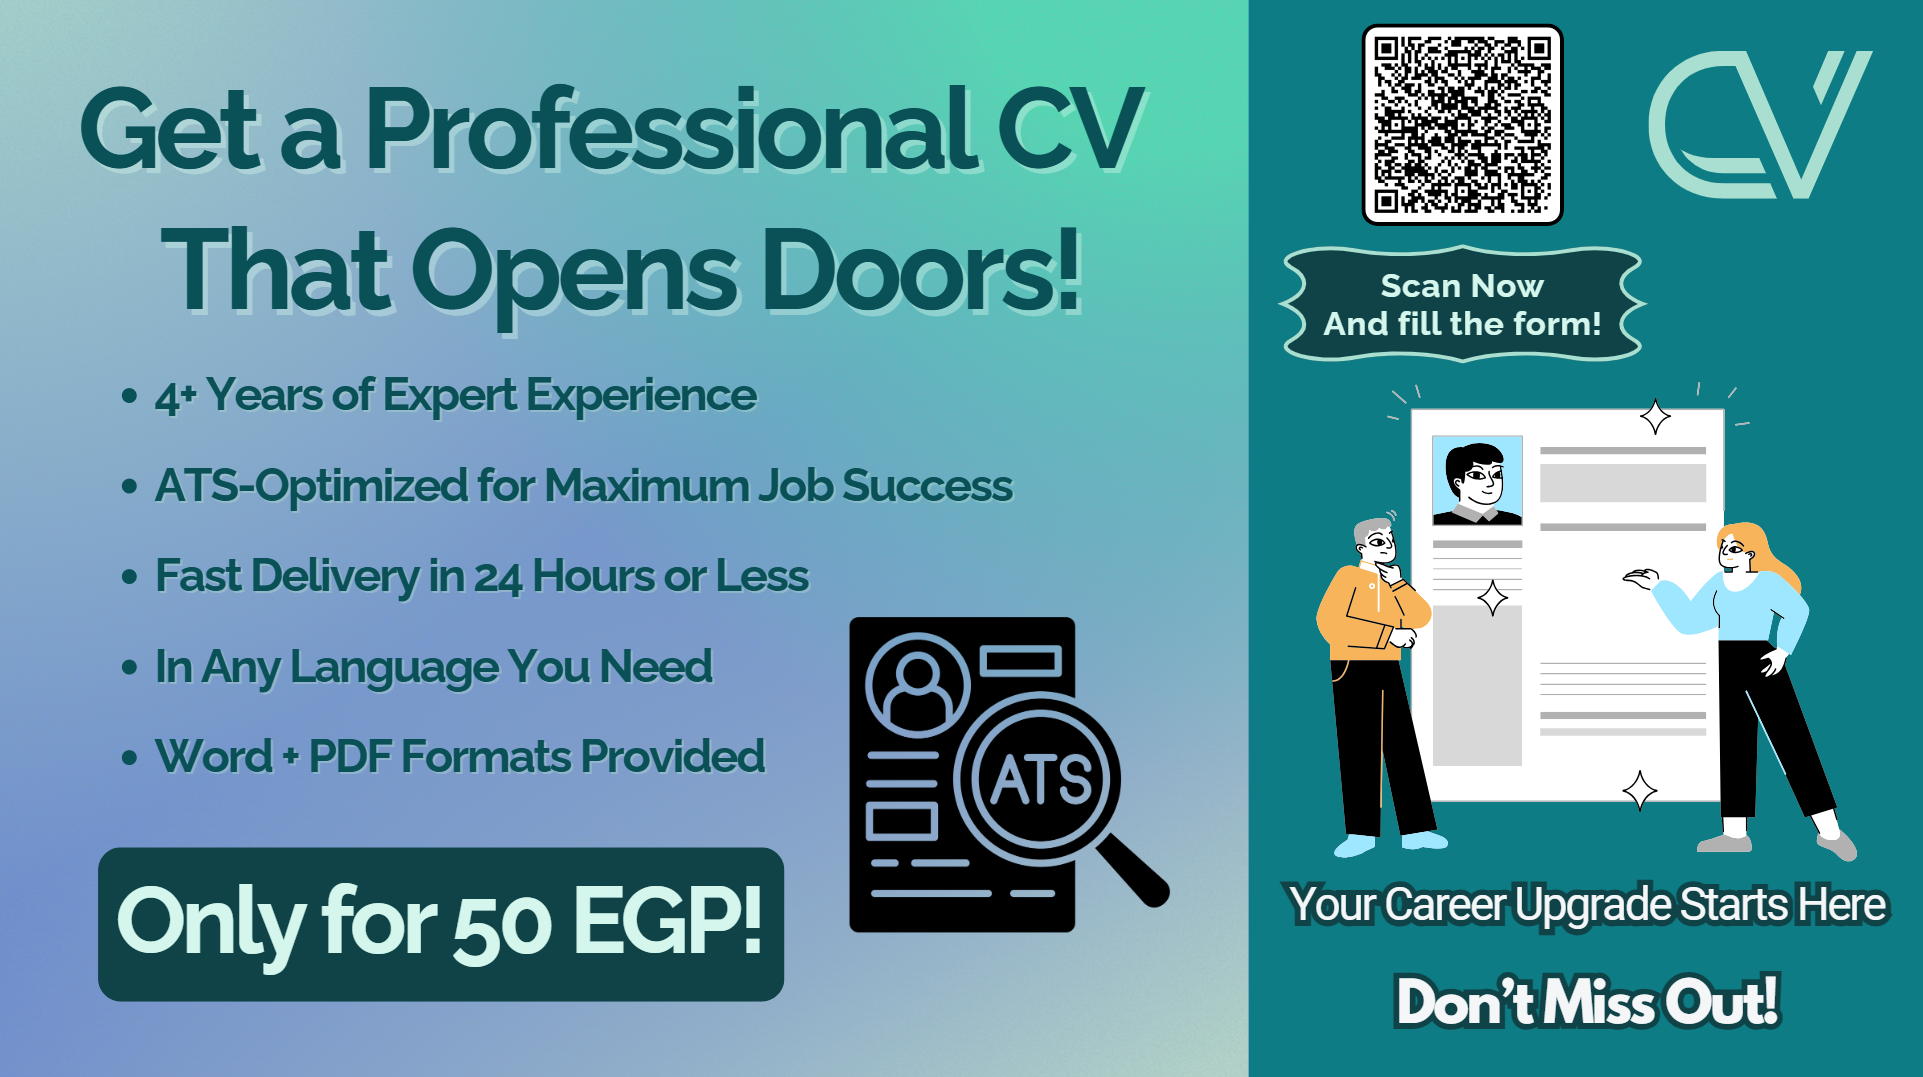 Get a Professional CV
That Opens Doors!
• 4+ Years of Expert Experience
• ATS-Optimized for Maximum Job Success
• Fast Delivery in 24 Hours or Less
• In Any Language You Need
• Word + PDF Formats Provided
ATS
Only for 50 EGP!
CV
Scan Now
And fill the form!
Your Career Upgrade Starts Here
Don't Miss Out!